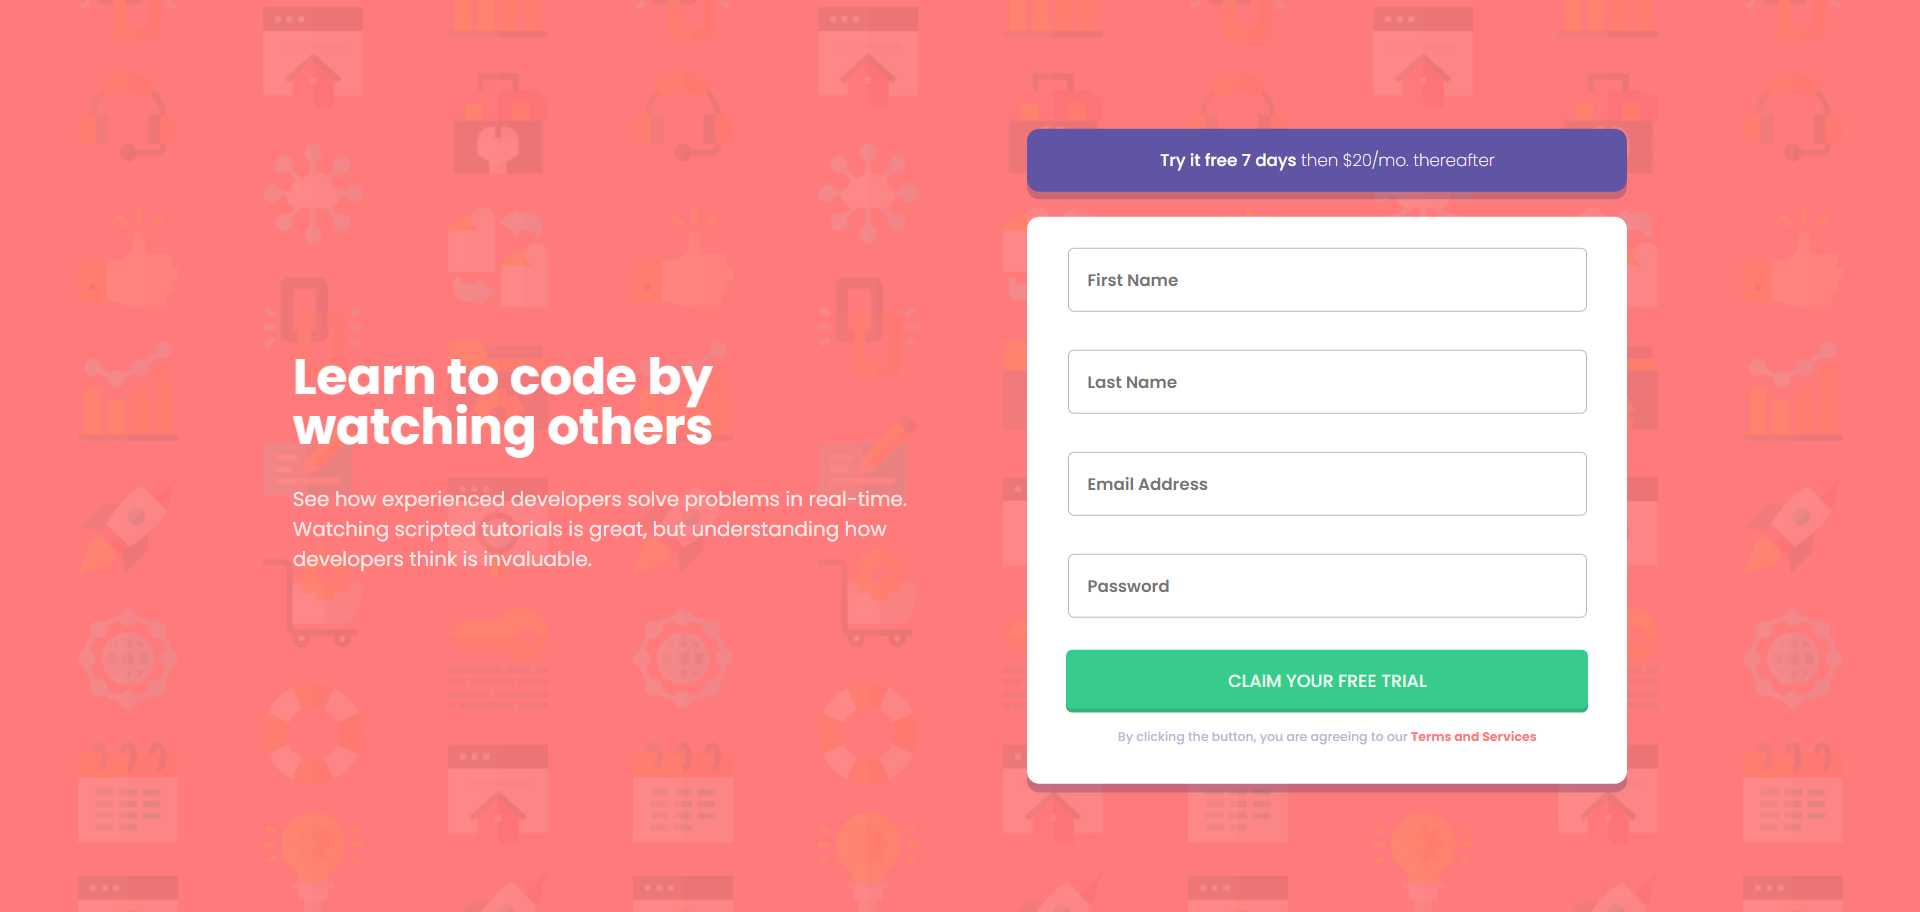 Learn to code by
watching others
See how experienced developers solve problems in real-time.
Watching scripted tutorials is great, but understanding how
developers think is invaluable.
Try it free 7 days then $20/mo. thereafter
First Name
Last Name
Email Address
Password
CLAIM YOUR FREE TRIAL
By clicking the button, you are agreeing to our Terms and Services